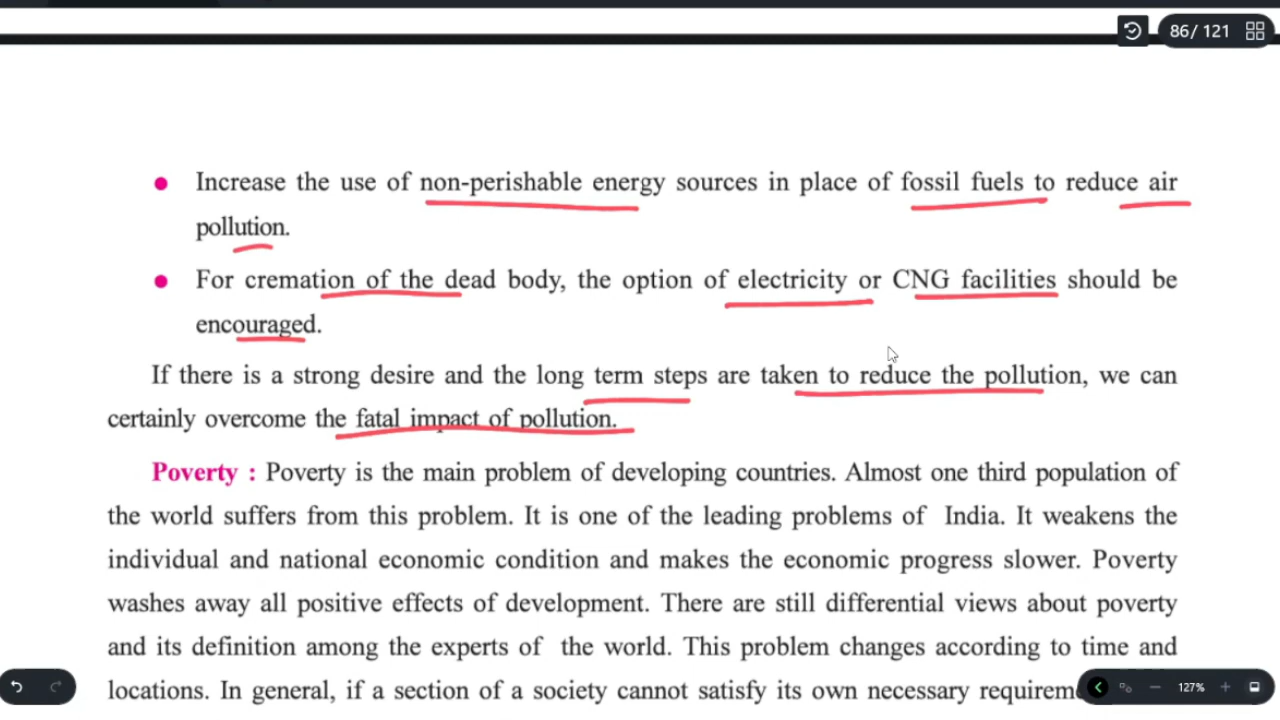 86/ 121
● Increase the use of non-perishable energy sources in place of fossil fuels to reduce air
pollution.
● For cremation of the dead body, the option of electricity or CNG facilities should be
encouraged.
If there is a strong desire and the long term steps are taken to reduce the pollution, we can
certainly overcome the fatal impact of pollution.
Poverty : Poverty is the main problem of developing countries. Almost one third population of
the world suffers from this problem. It is one of the leading problems of India. It weakens the
individual and national economic condition and makes the economic progress slower. Poverty
washes away all positive effects of development. There are still differential views about poverty
and its definition among the experts of the world. This problem changes according to time and
locations. In general, if a section of a society cannot satisfy its own necessary
127%